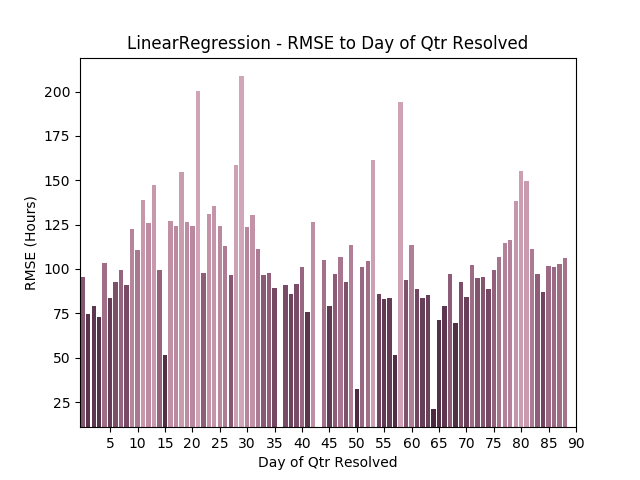 LinearRegression - RMSE to Day of Qtr Resolved
200
175
150
125
100
75
50
25
RMSE (Hours)
5 10 15 20 25 30 35 40 45 50 55 60 65 70 75 80 85 90
Day of Qtr Resolved